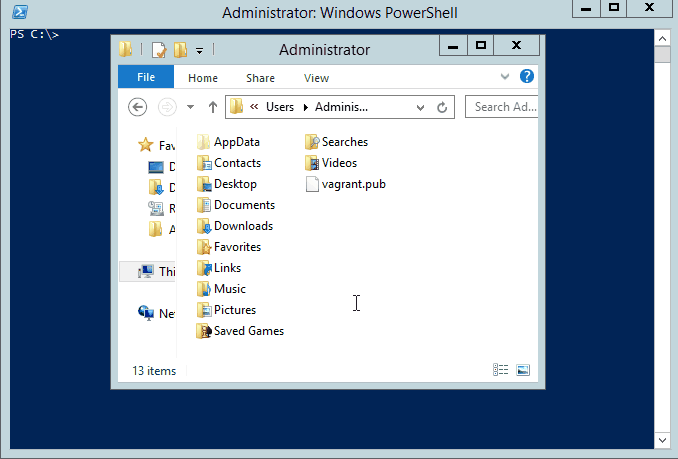 Administrator: Windows PowerShell
PS C:\>
Administrator
File Home Share View
« Users Adminis... Search Ad...
Fav
D
D
R
A
Thi
Net
AppData
Contacts
Desktop
Documents
Downloads
Favorites
Links
Music
Pictures
Saved Games
Searches
Videos
vagrant.pub
13 items